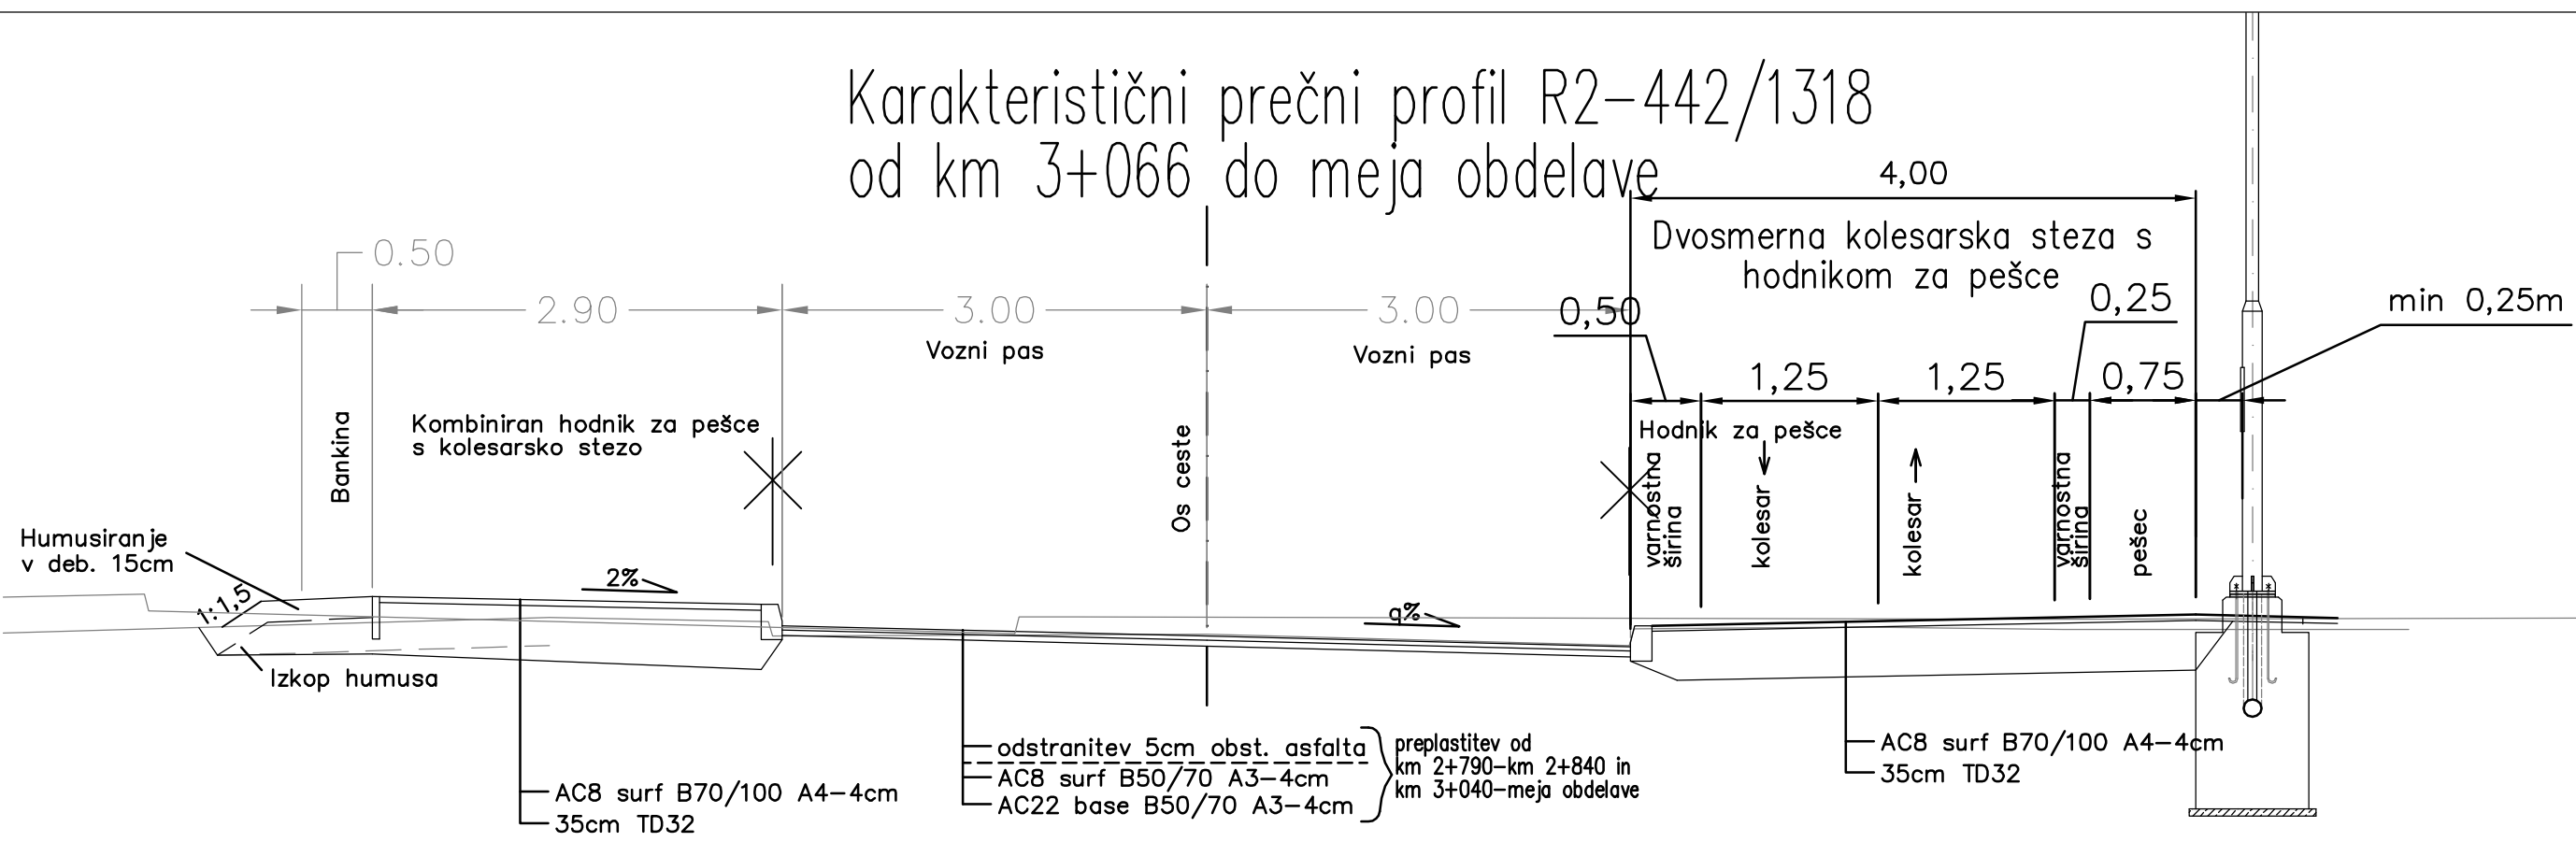 Karakteristični prečni profil R2-442/1318
od km 3+066 do meja obdelave
4,00
Dvosmerna kolesarska steza s
hodnikom za pešce
0.50
2.90
3.00
3.00
0,50
0,25
min 0,25m
Vozni pas
Vozni pas
1,25
1,25
0,75
Bankina
Kombiniran hodnik za pešce
s kolesarsko stezo
Os ceste
Hodnik za pešce
varnostna
širina
kolesar
kolesar
varnostna
širina
pešec
Humusiranje
v deb. 15cm
1:1,5
2%
q%
Izkop humusa
AC8 surf B70/100 A4-4cm
35cm TD32
odstranitev 5cm obst. asfalta
AC8 surf B50/70 A3-4cm
AC22 base B50/70 A3-4cm
preplastitev od
km 2+790-km 2+840 in
km 3+040-meja obdelave
AC8 surf B70/100 A4-4cm
35cm TD32